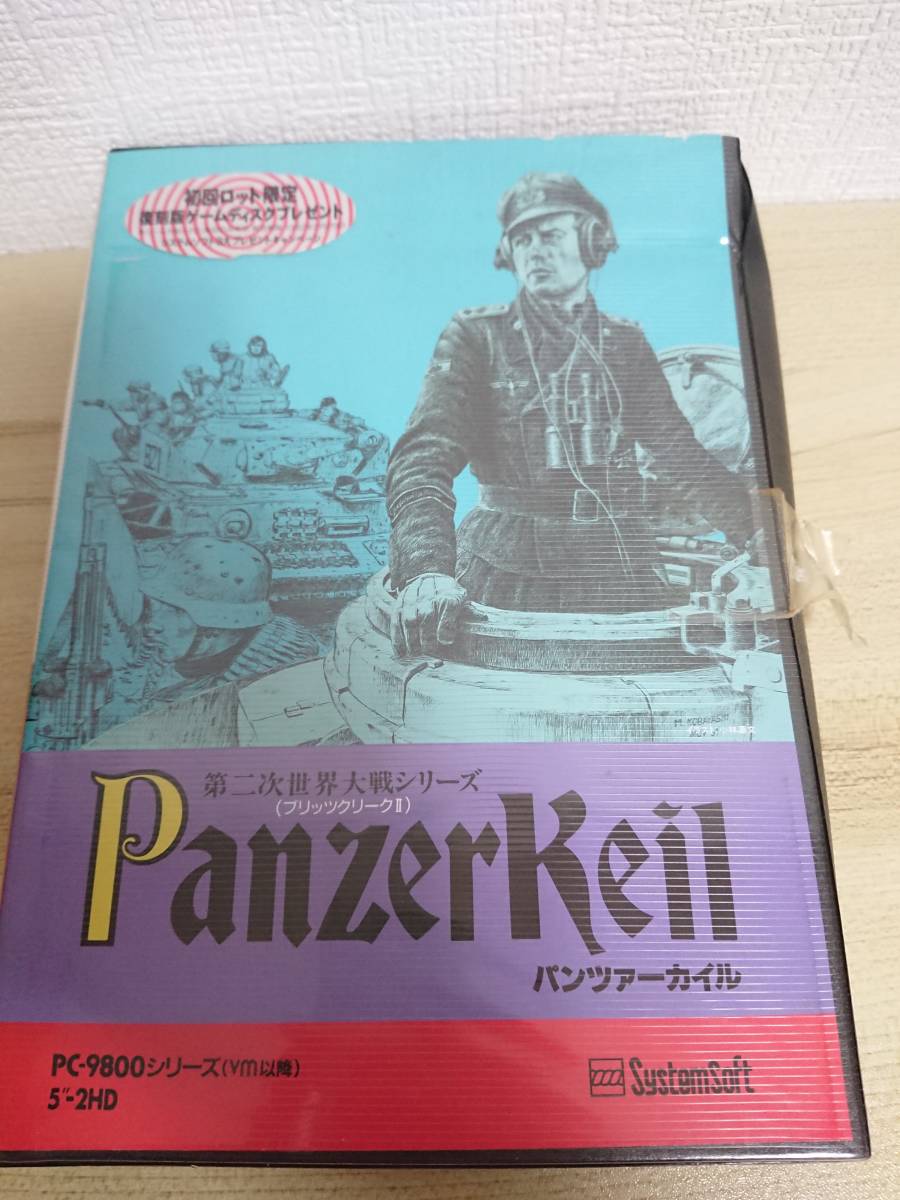 初回ロット限定
復刻版ゲームディスクプレゼント
第二次世界大戦シリーズ
(ブリッツクリークⅡ)
PanzerKeil
パンツァーカイル
PC-9800シリーズ(VM以降)
5"-2HD
SystemSoft